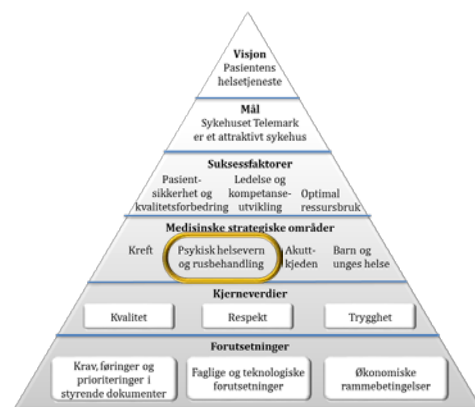 Visjon
Pasientens
helsetjeneste
Mål
Sykehuset Telemark
er et attraktivt sykehus
Suksessfaktorer
Pasient-
sikkerhet og
kvalitetsforbedring
Ledelse og
kompetanse-
utvikling
Optimal
ressursbruk
Medisinske strategiske områder
Kreft
Psykisk helsevern
og rusbehandling
Akutt-
kjeden
Barn og
unges helse
Kjerneverdier
Kvalitet
Respekt
Trygghet
Forutsetninger
Krav, føringer og
prioriteringer i
styrende dokumenter
Faglige og teknologiske
forutsetninger
Økonomiske
rammebetingelser